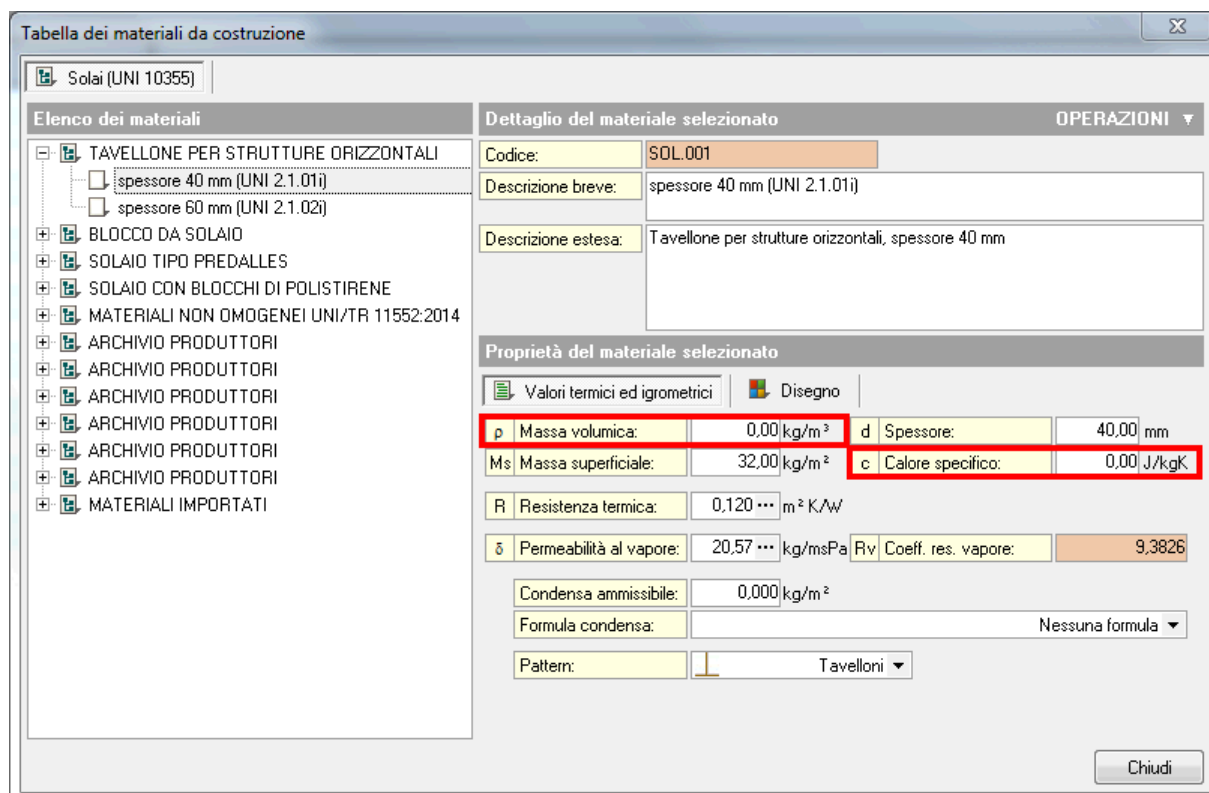 Tabella dei materiali da costruzione
Solai (UNI 10355)
Elenco dei materiali
TAVELLONE PER STRUTTURE ORIZZONTALI
spessore 40 mm (UNI 2.1.01i)
spessore 60 mm (UNI 2.1.02i)
BLOCCO DA SOLAIO
SOLAIO TIPO PREDALLES
SOLAIO CON BLOCCHI DI POLISTIRENE
MATERIALI NON OMOGENEI UNI/TR 11552:2014
ARCHIVIO PRODUTTORI
ARCHIVIO PRODUTTORI
ARCHIVIO PRODUTTORI
ARCHIVIO PRODUTTORI
ARCHIVIO PRODUTTORI
ARCHIVIO PRODUTTORI
MATERIALI IMPORTATI
Dettaglio del materiale selezionato OPERAZIONI
Codice: SOL.001
Descrizione breve: spessore 40 mm (UNI 2.1.01i)
Descrizione estesa: Tavellone per strutture orizzontali, spessore 40 mm
Proprietà del materiale selezionato
Valori termici ed igrometrici Disegno
ρ Massa volumica: 0,00 kg/m³ d Spessore: 40,00 mm
Ms Massa superficiale: 32,00 kg/m² c Calore specifico: 0,00 J/kgK
R Resistenza termica: 0,120 ... m² K/W
δ Permeabilità al vapore: 20,57 ... kg/msPa Rv Coeff. res. vapore: 9,3826
Condensa ammissibile: 0,000 kg/m²
Formula condensa: Nessuna formula
Pattern: Tavelloni
Chiudi